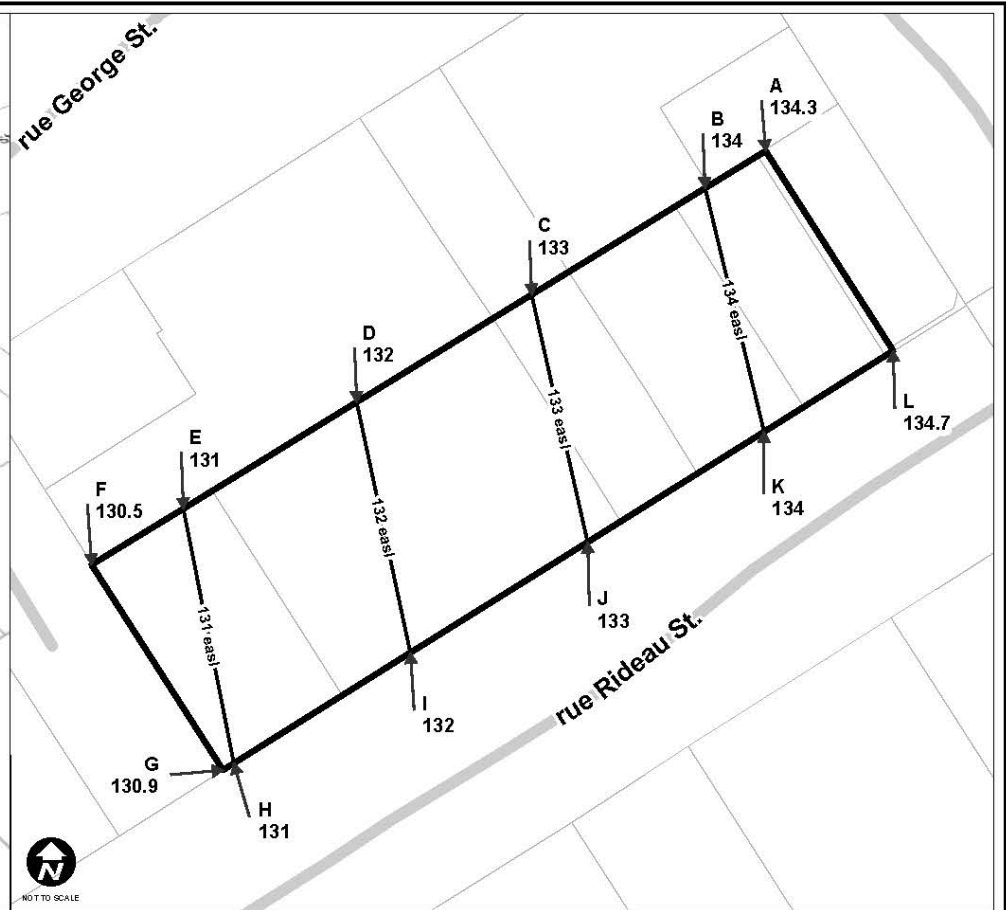 rue George St.
A
134.3
B
134
C
133
D
132
E
131
F
130.5
134 easl
133 easl
132 easl
131 easl
L
134.7
K
134
J
133
I
132
G
130.9
H
131
rue Rideau St.
N
NOT TO SCALE